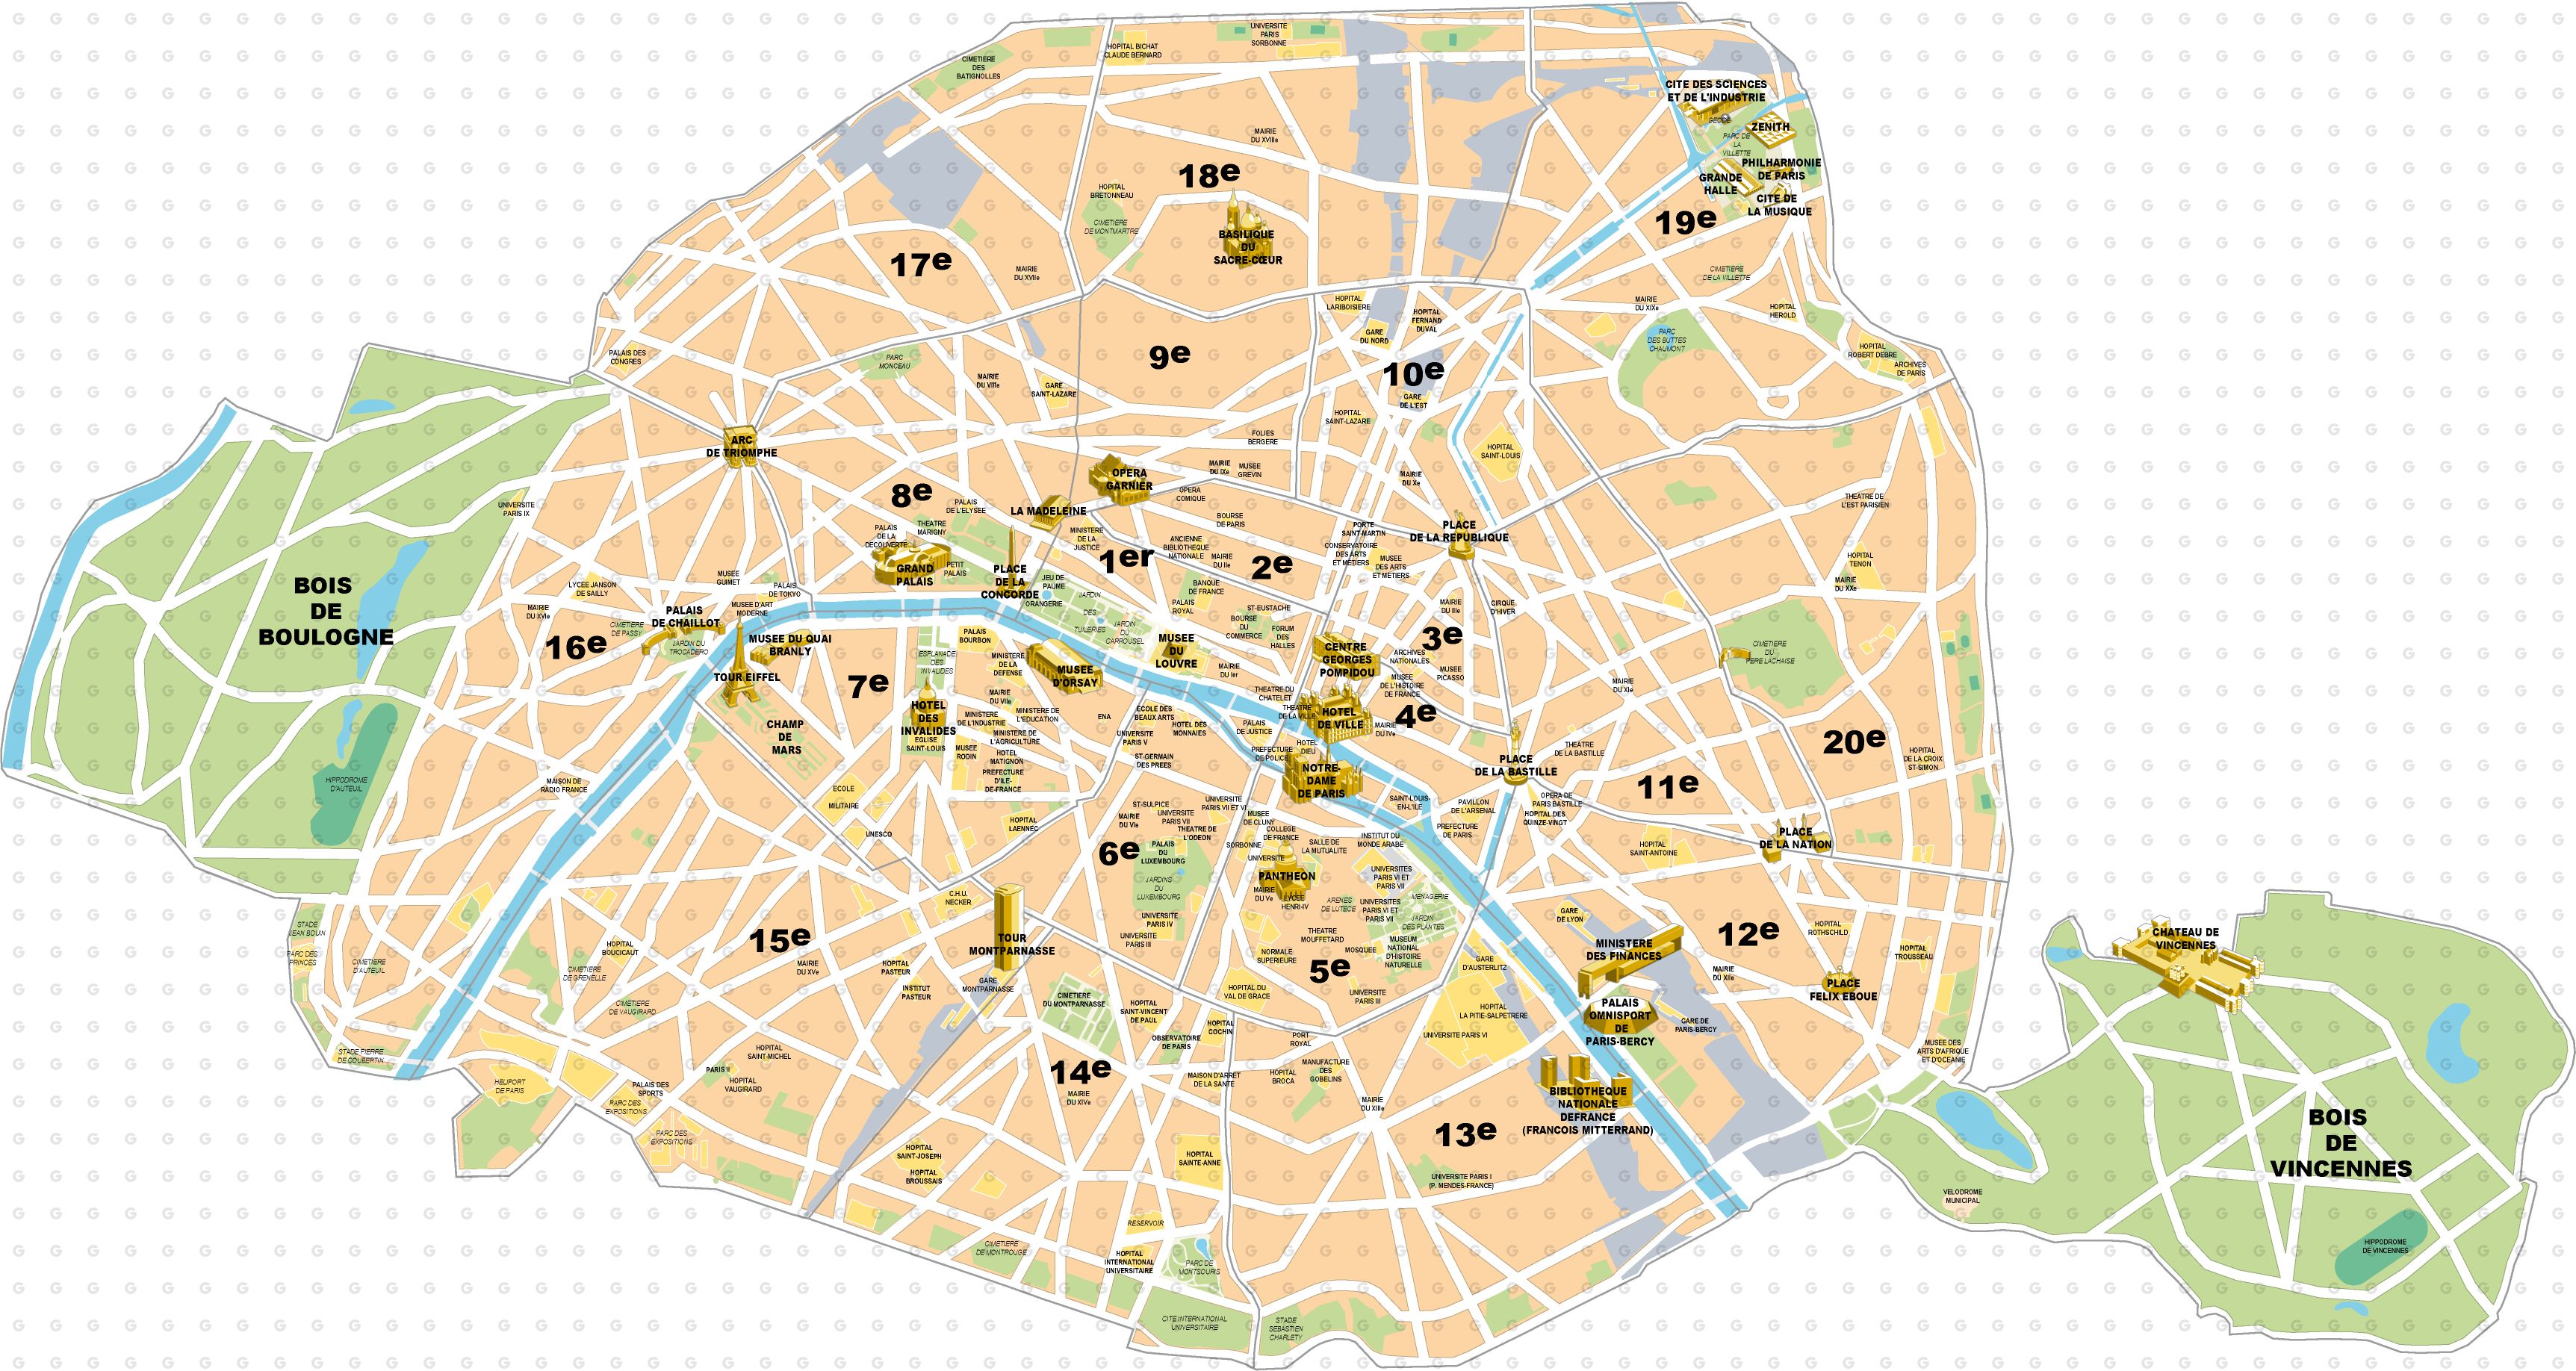 UNIVERSITE
PARIS
SORBONNE
HOPITAL BICHAT
CLAUDE BERNARD
CIMETIERE
DES
BATIGNOLLES
CITE DES SCIENCES
ET DE L'INDUSTRIE
GEODE
ZENITH
PARC DE
LA
VILLETTE
PHILHARMONIE
DE PARIS
GRANDE
HALLE
CITE DE
LA MUSIQUE
MAIRIE
DU XVIIIe
18e
HOPITAL
BRETONNEAU
CIMETIERE
DE MONTMARTRE
BASILIQUE
DU
SACRE-CŒUR
19e
17e
MAIRIE
DU XVIIe
CIMETIERE
DE LA VILLETTE
HOPITAL
LARIBOISIERE
HOPITAL
FERNAND
DUVAL
GARE
DU NORD
MAIRIE
DU XIXe
HOPITAL
HEROLD
PARC
DES BUTTES
CHAUMONT
HOPITAL
ROBERT DEBRE
ARCHIVES
DE PARIS
PALAIS DES
CONGRES
PARC
MONCEAU
9e
10e
MAIRIE
DU VIIIe
GARE
SAINT-LAZARE
GARE
DE L'EST
HOPITAL
SAINT-LAZARE
FOLIES
BERGERE
HOPITAL
SAINT-LOUIS
ARC
DE TRIOMPHE
OPERA
GARNIER
MAIRIE
DU IXe
MUSEE
GREVIN
MAIRIE
DU Xe
OPERA
COMIQUE
8e
UNIVERSITE
PARIS IX
PALAIS
DE L'ELYSEE
LA MADELEINE
THEATRE DE
L'EST PARISIEN
PALAIS
DE LA
DECOUVERTE
THEATRE
MARIGNY
MINISTERE
DE LA
JUSTICE
BOURSE
DE PARIS
PORTE
SAINT-MARTIN
PLACE
DE LA REPUBLIQUE
ANCIENNE
BIBLIOTHEQUE
NATIONALE
MAIRIE
DU IIe
CONSERVATOIRE
DES ARTS
ET METIERS
MUSEE
DES ARTS
ET METIERS
1er
2e
GRAND
PALAIS
PETIT
PALAIS
PLACE
DE LA
CONCORDE
JEU DE
PAUME
ORANGERIE
HOPITAL
TENON
MAIRIE
DU XXe
BOIS
DE
BOULOGNE
LYCEE JANSON
DE SAILLY
MUSEE
GUIMET
PALAIS
DE TOKYO
MUSEE D'ART
MODERNE
BANQUE
DE FRANCE
PALAIS
ROYAL
JARDIN
DES
TUILERIES
JARDIN
DU
CARROUSEL
ST-EUSTACHE
BOURSE
DU
COMMERCE
FORUM
DES
HALLES
MAIRIE
DU IIIe
CIRQUE
D'HIVER
MAIRIE
DU XVIe
PALAIS
DE CHAILLOT
CIMETIERE
DE PASSY
JARDIN DU
TROCADERO
16e
MUSEE DU QUAI
BRANLY
TOUR EIFFEL
PALAIS
BOURBON
ESPLANADE
DES
INVALIDES
MINISTERE
DE LA
DEFENSE
MUSEE
D'ORSAY
MUSEE
DU
LOUVRE
MAIRIE
DU Ier
CENTRE
GEORGES
POMPIDOU
3e
ARCHIVES
NATIONALES
MUSEE
PICASSO
MUSEE
DE L'HISTOIRE
DE FRANCE
CIMETIERE
DU
PERE LACHAISE
MAIRIE
DU XIe
7e
MAIRIE
DU VIIe
HOTEL
DES
INVALIDES
EGLISE
SAINT-LOUIS
MINISTERE
DE L'INDUSTRIE
MINISTERE DE
L'EDUCATION
MINISTERE DE
L'AGRICULTURE
MUSEE
RODIN
HOTEL
MATIGNON
PREFECTURE
D'ILE-
DE-FRANCE
ENA
ECOLE DES
BEAUX ARTS
HOTEL DES
MONNAIES
UNIVERSITE
PARIS V
ST-GERMAIN
DES PREES
THEATRE DU
CHATELET
THEATRE
DE LA VILLE
HOTEL
DE VILLE
MAIRIE
DU IVe
4e
PALAIS
DE JUSTICE
PREFECTURE
DE POLICE
HOTEL
DIEU
NOTRE-
DAME
DE PARIS
PLACE
DE LA BASTILLE
THEATRE
DE LA BASTILLE
20e
HOPITAL
DE LA CROIX
ST-SIMON
CHAMP
DE
MARS
HIPPODROME
D'AUTEUIL
MAISON DE
RADIO FRANCE
ECOLE
MILITAIRE
UNESCO
11e
OPERA DE
PARIS BASTILLE
HOPITAL DES
QUINZE-VINGT
SAINT-LOUIS-
EN-L'ILE
PAVILLON
DE L'ARSENAL
PREFECTURE
DE PARIS
HOPITAL
LAENNEC
ST-SULPICE
MAIRIE
DU VIe
UNIVERSITE
PARIS VII
UNIVERSITE
PARIS VII ET VI
THEATRE DE
L'ODEON
MUSEE
DE CLUNY
COLLEGE
DE FRANCE
SORBONNE
SALLE DE
LA MUTUALITE
INSTITUT DU
MONDE ARABE
6e
PALAIS
DU
LUXEMBOURG
JARDINS
DU
LUXEMBOURG
UNIVERSITE
PANTHEON
MAIRIE
DU Ve
LYCEE
HENRI-IV
UNIVERSITES
PARIS VI ET
PARIS VII
ARENES
DE LUTECE
UNIVERSITES
PARIS VI ET
PARIS VII
MENAGERIE
JARDIN
DES PLANTES
HOPITAL
SAINT-ANTOINE
PLACE
DE LA NATION
C.H.U.
NECKER
UNIVERSITE
PARIS IV
UNIVERSITE
PARIS III
TOUR
MONTPARNASSE
THEATRE
MOUFFETARD
NORMALE
SUPERIEURE
MOSQUEE
MUSEUM
NATIONAL
D'HISTOIRE
NATURELLE
5e
GARE
DE LYON
12e
MINISTERE
DES FINANCES
HOPITAL
ROTHSCHILD
HOPITAL
TROUSSEAU
CHATEAU DE
VINCENNES
STADE
JEAN BOUIN
PARC DES
PRINCES
CIMETIERE
D'AUTEUIL
15e
MAIRIE
DU XVe
HOPITAL
BOUCICAUT
CIMETIERE
DE GRENELLE
CIMETIERE
DE VAUGIRARD
HOPITAL
PASTEUR
INSTITUT
PASTEUR
GARE
MONTPARNASSE
CIMETIERE
DU MONTPARNASSE
HOPITAL
SAINT-VINCENT
DE PAUL
HOPITAL DU
VAL DE GRACE
UNIVERSITE
PARIS III
GARE
D'AUSTERLITZ
HOPITAL
LA PITIE-SALPETRERE
UNIVERSITE PARIS VI
MAIRIE
DU XIIe
PLACE
FELIX EBOUE
PALAIS
OMNISPORT
DE
PARIS-BERCY
GARE DE
PARIS-BERCY
HOPITAL
COCHIN
OBSERVATOIRE
DE PARIS
PORT
ROYAL
STADE PIERRE
DE COUBERTIN
HOPITAL
SAINT-MICHEL
PARIS II
HOPITAL
VAUGIRARD
HELIPORT
DE PARIS
PALAIS DES
SPORTS
PARC DES
EXPOSITIONS
PARC DES
EXPOSITIONS
14e
MAIRIE
DU XIVe
MAISON D'ARRET
DE LA SANTE
HOPITAL
BROCA
MANUFACTURE
DES
GOBELINS
MAIRIE
DU XIIIe
13e
BIBLIOTHEQUE
NATIONALE
DEFRANCE
(FRANCOIS MITTERRAND)
MUSEE DES
ARTS D'AFRIQUE
ET D'OCEANIE
BOIS
DE
VINCENNES
HOPITAL
SAINT-JOSEPH
HOPITAL
BROUSSAIS
HOPITAL
SAINTE-ANNE
UNIVERSITE PARIS I
(P. MENDES-FRANCE)
VELODROME
MUNICIPAL
RESERVOIR
CIMETIERE
DE MONTROUGE
HOPITAL
INTERNATIONAL
UNIVERSITAIRE
PARC DE
MONTSOURIS
HIPPODROME
DE VINCENNES
CITE INTERNATIONAL
UNIVERSITAIRE
STADE
SEBASTIEN
CHARLETY